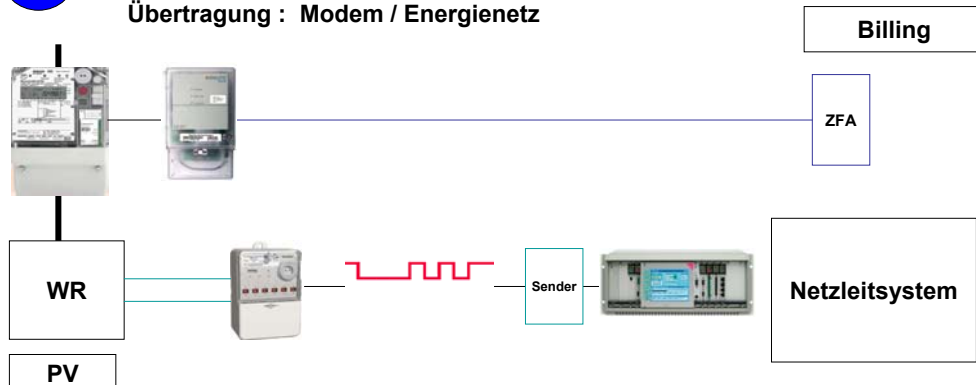 Übertragung : Modem / Energienetz
Billing
ZFA
WR
Sender
Netzleitsystem
PV